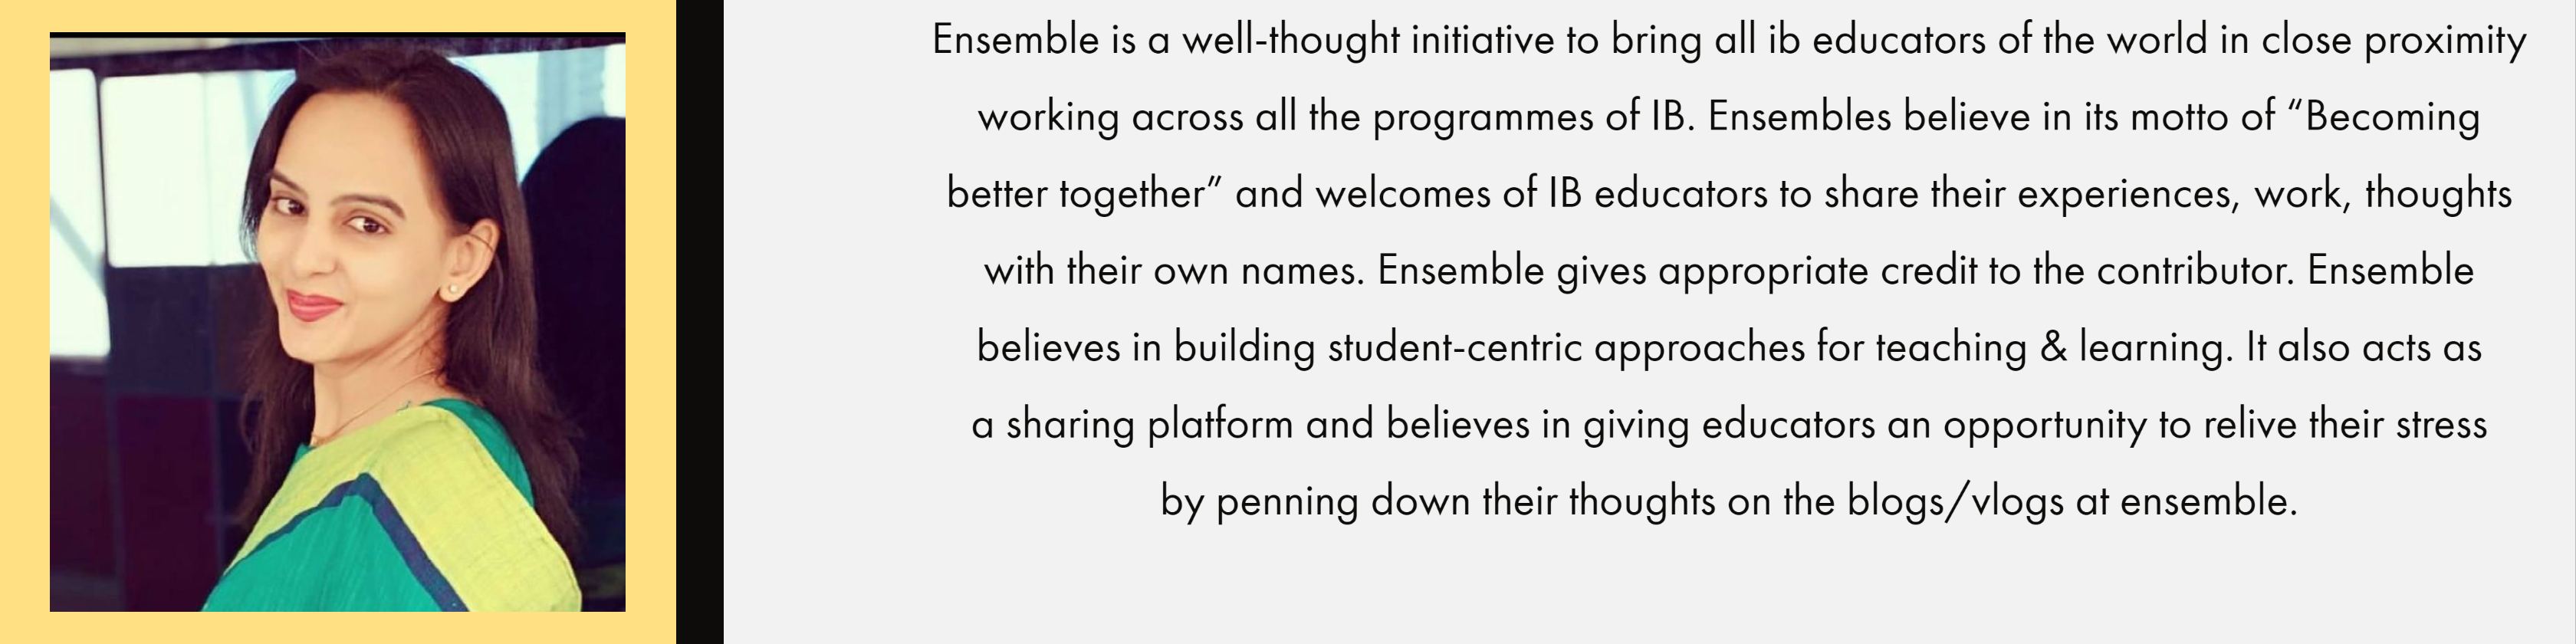 Ensemble is a well-thought initiative to bring all ib educators of the world in close proximity
working across all the programmes of IB. Ensembles believe in its motto of “Becoming
better together” and welcomes of IB educators to share their experiences, work, thoughts
with their own names. Ensemble gives appropriate credit to the contributor. Ensemble
believes in building student-centric approaches for teaching & learning. It also acts as
a sharing platform and believes in giving educators an opportunity to relive their stress
by penning down their thoughts on the blogs/vlogs at ensemble.